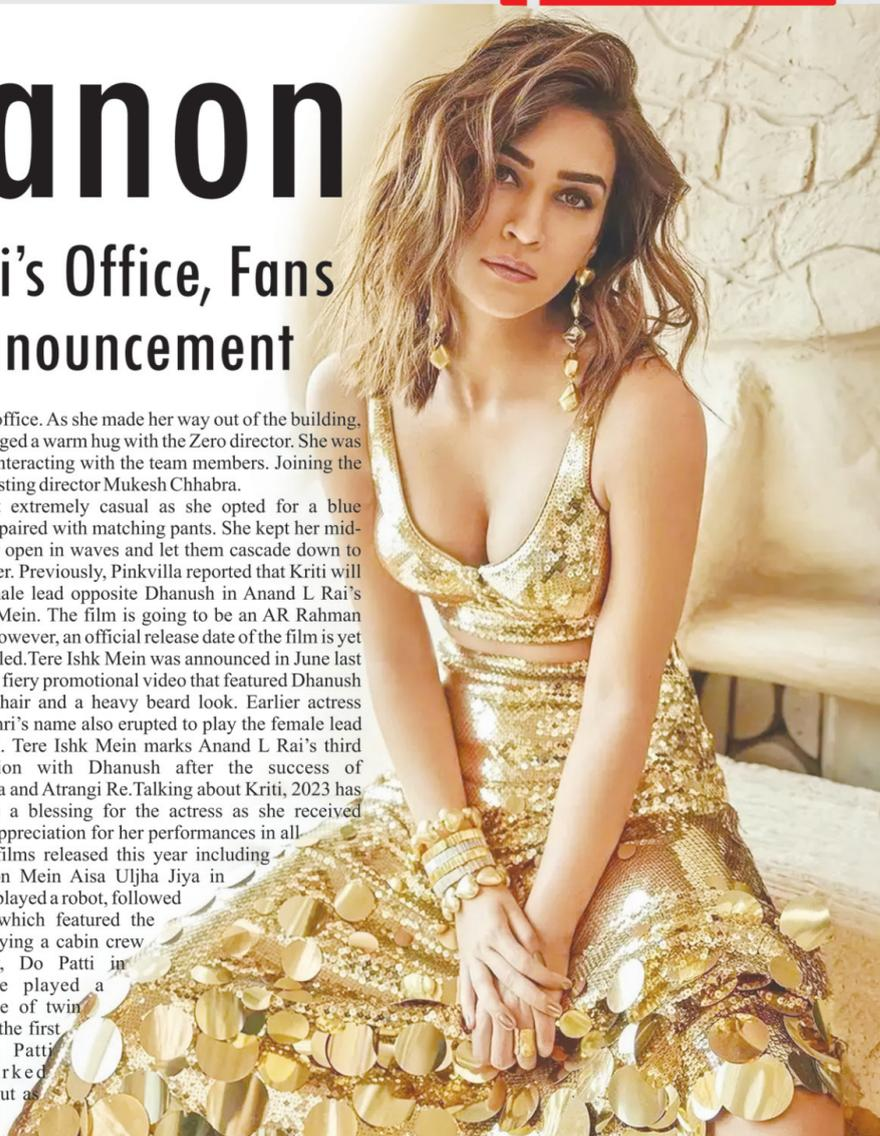 anon
i’s Office, Fans
nouncement
office. As she made her way out of the building,
ged a warm hug with the Zero director. She was
nteracting with the team members. Joining the
sting director Mukesh Chhabra.
extremely casual as she opted for a blue
paired with matching pants. She kept her mid-
open in waves and let them cascade down to
er. Previously, Pinkvilla reported that Kriti will
ale lead opposite Dhanush in Anand L Rai’s
Mein. The film is going to be an AR Rahman
owever, an official release date of the film is yet
led.Tere Ishk Mein was announced in June last
fiery promotional video that featured Dhanush
hair and a heavy beard look. Earlier actress
ri’s name also erupted to play the female lead
. Tere Ishk Mein marks Anand L Rai’s third
ion with Dhanush after the success of
a and Atrangi Re.Talking about Kriti, 2023 has
a blessing for the actress as she received
ppreciation for her performances in all
films released this year including
on Mein Aisa Uljha Jiya in
played a robot, followed
which featured the
ying a cabin crew
, Do Patti in
e played a
e of twin
the first
Patti
rked
ut as